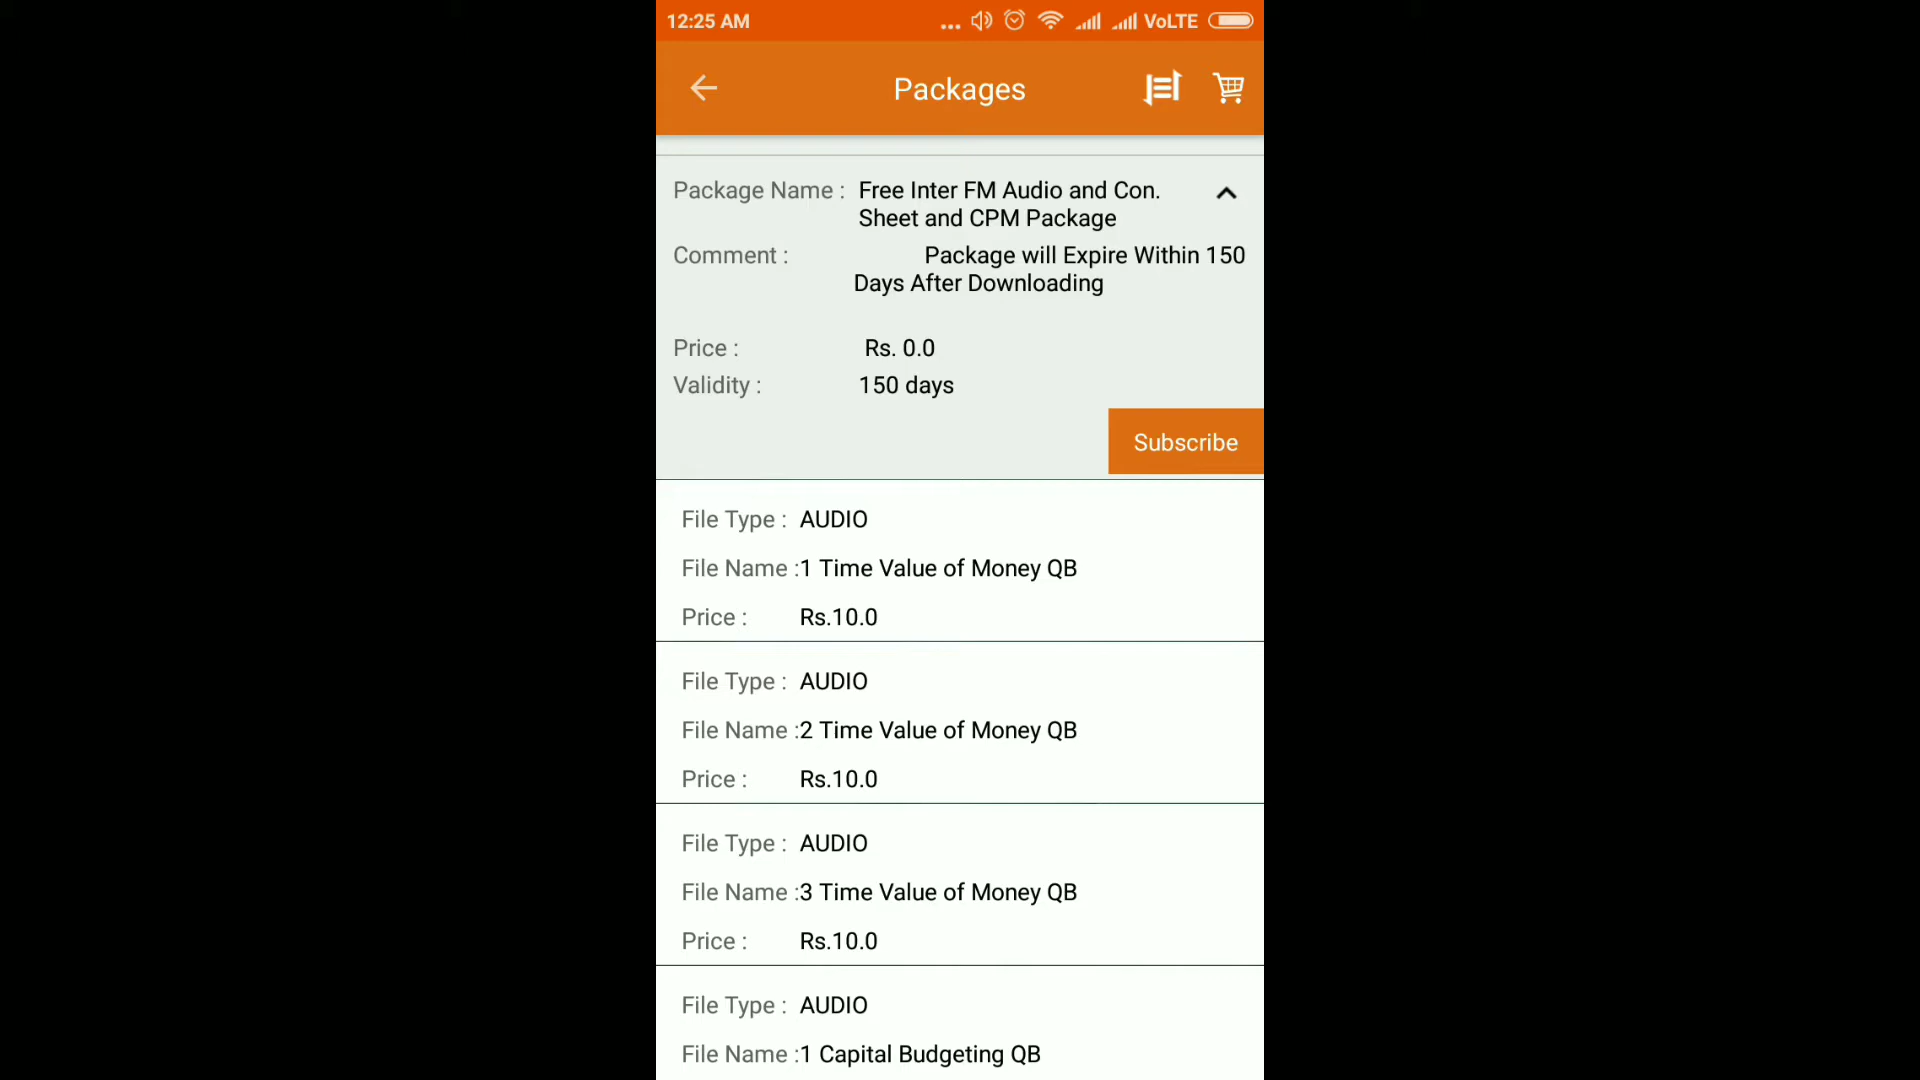 12:25 AM ... VoLTE
Packages
Package Name : Free Inter FM Audio and Con.
Sheet and CPM Package
Comment : Package will Expire Within 150
Days After Downloading
Price : Rs. 0.0
Validity : 150 days
Subscribe
File Type : AUDIO
File Name :1 Time Value of Money QB
Price : Rs.10.0
File Type : AUDIO
File Name :2 Time Value of Money QB
Price : Rs.10.0
File Type : AUDIO
File Name :3 Time Value of Money QB
Price : Rs.10.0
File Type : AUDIO
File Name :1 Capital Budgeting QB